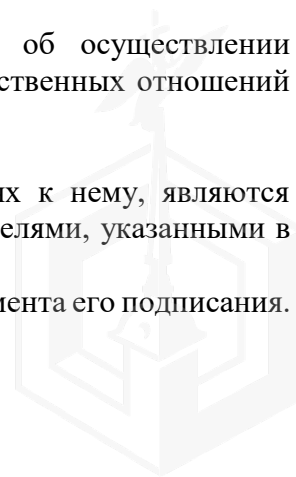 об осуществлении
ственных отношений
их к нему, являются
елями, указанными в
мента его подписания.